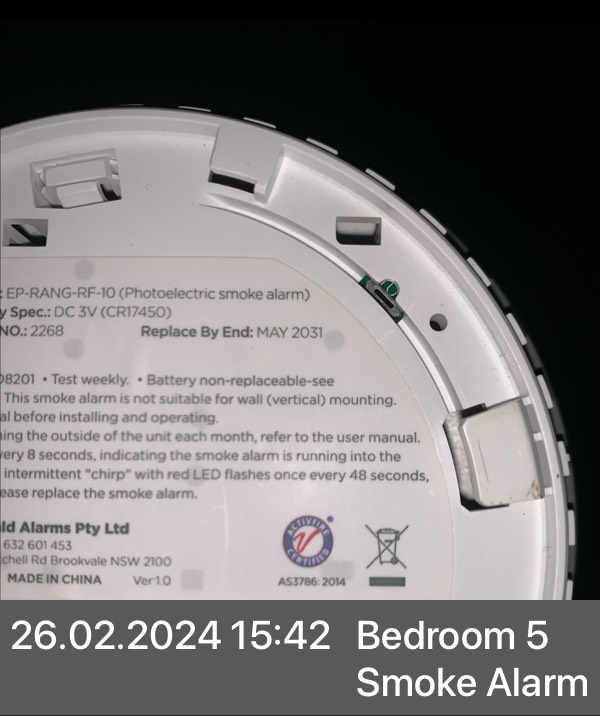 : EP-RANG-RF-10 (Photoelectric smoke alarm)
y Spec.: DC 3V (CR17450)
NO.: 2268 Replace By End: MAY 2031
08201 • Test weekly. • Battery non-replaceable-see
This smoke alarm is not suitable for wall (vertical) mounting.
al before installing and operating.
ing the outside of the unit each month, refer to the user manual.
very 8 seconds, indicating the smoke alarm is running into the
intermittent "chirp" with red LED flashes once every 48 seconds,
ease replace the smoke alarm.
ld Alarms Pty Ltd
632 601 453
tchell Rd Brookvale NSW 2100
MADE IN CHINA Ver1.0
ACTIVFIRE
CERTIFIED
AS3786: 2014
26.02.2024 15:42 Bedroom 5
Smoke Alarm